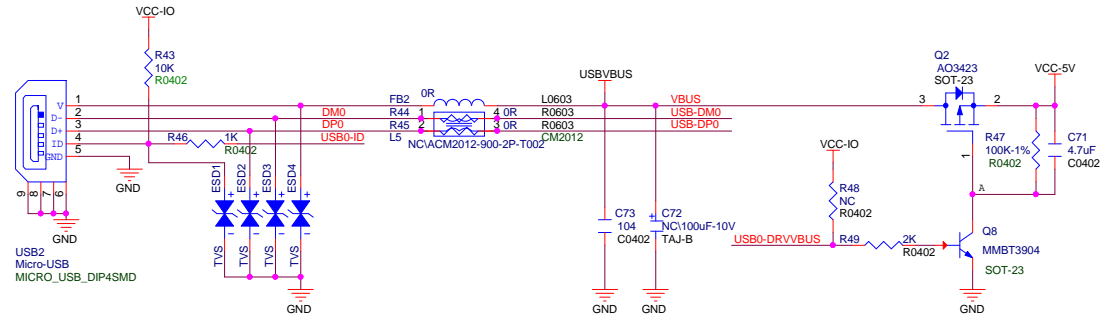 VCC-IO
R43
10K
R0402
1
2
3
4
5
V
D-
D+
ID
GND
9
8
7
6
GND
GND
USB2
Micro-USB
MICRO_USB_DIP4SMD
R46
1K
R0402
DM0
DP0
USB0-ID
ESD1
ESD2
ESD3
ESD4
TVS
TVS
TVS
TVS
GND
FB2
0R
L0603
R44
1
4
0R
R0603
R45
2
3
0R
R0603
L5
CM2012
NC\ACM2012-900-2P-T002
USBVBUS
VBUS
USB-DM0
USB-DP0
C73
104
C0402
GND
C72
NC\100uF-10V
TAJ-B
GND
VCC-IO
R48
NC
R0402
USB0-DRVVBUS
R49
2K
R0402
Q2
AO3423
SOT-23
3
2
1
VCC-5V
R47
100K-1%
R0402
C71
4.7uF
C0402
A
Q8
MMBT3904
SOT-23
GND